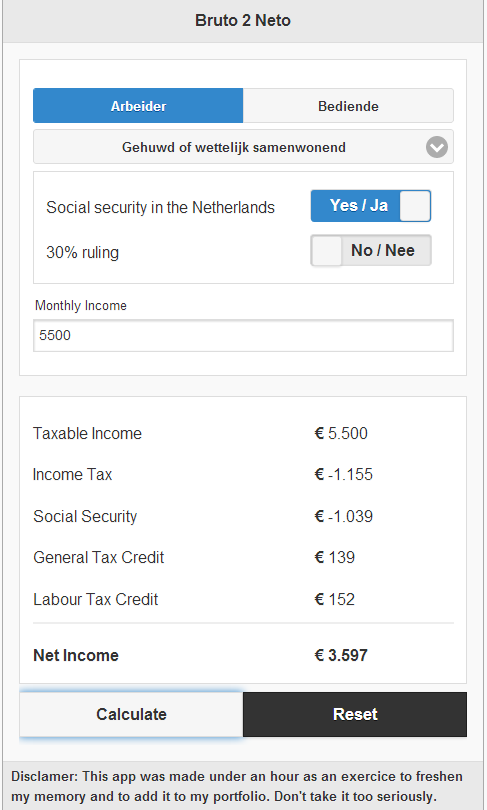 Bruto 2 Neto
Arbeider Bediende
Gehuwd of wettelijk samenwonend
Social security in the Netherlands Yes / Ja
30% ruling No / Nee
Monthly Income
5500
Taxable Income € 5.500
Income Tax € -1.155
Social Security € -1.039
General Tax Credit € 139
Labour Tax Credit € 152
Net Income € 3.597
Calculate Reset
Disclamer: This app was made under an hour as an exercice to freshen
my memory and to add it to my portfolio. Don't take it too seriously.